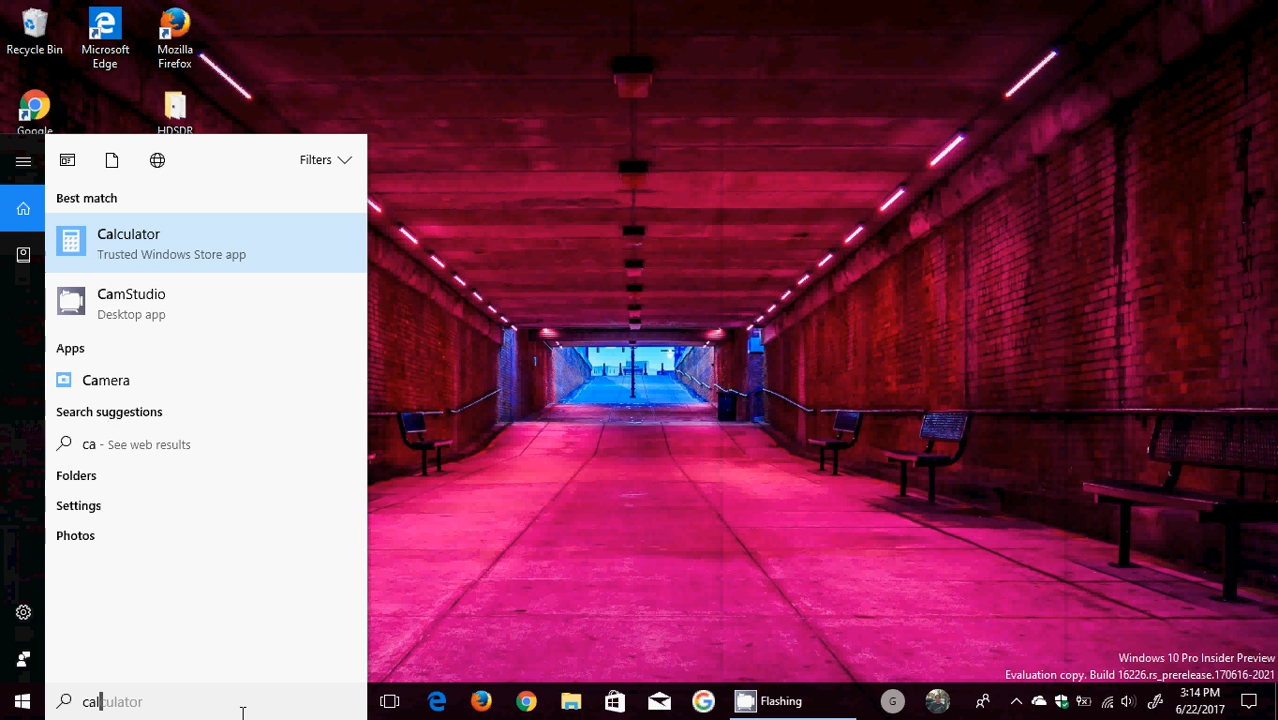 Recycle Bin
Microsoft
Edge
Mozilla
Firefox
Google
HDSDR
Filters
Best match
Calculator
Trusted Windows Store app
CamStudio
Desktop app
Apps
Camera
Search suggestions
ca - See web results
Folders
Settings
Photos
calculator
Windows 10 Pro Insider Preview
Evaluation copy. Build 16226.rs_prerelease.170616-2021
Flashing
G
3:14 PM
6/22/2017